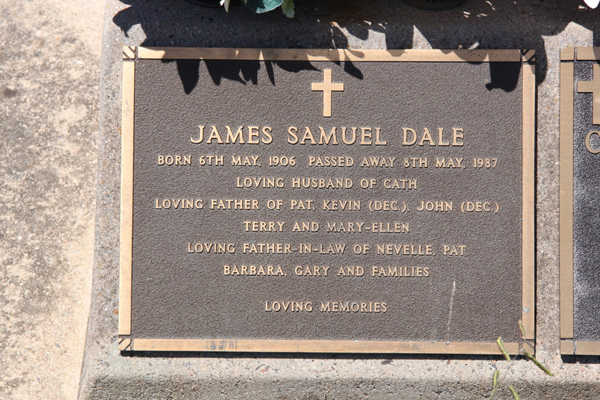 JAMES SAMUEL DALE
BORN 6TH MAY, 1906 PASSED AWAY 8TH MAY, 1987
LOVING HUSBAND OF CATH
LOVING FATHER OF PAT, KEVIN (DEC.), JOHN (DEC.)
TERRY AND MARY-ELLEN
LOVING FATHER-IN-LAW OF NEVELLE, PAT
BARBARA, GARY AND FAMILIES
LOVING MEMORIES